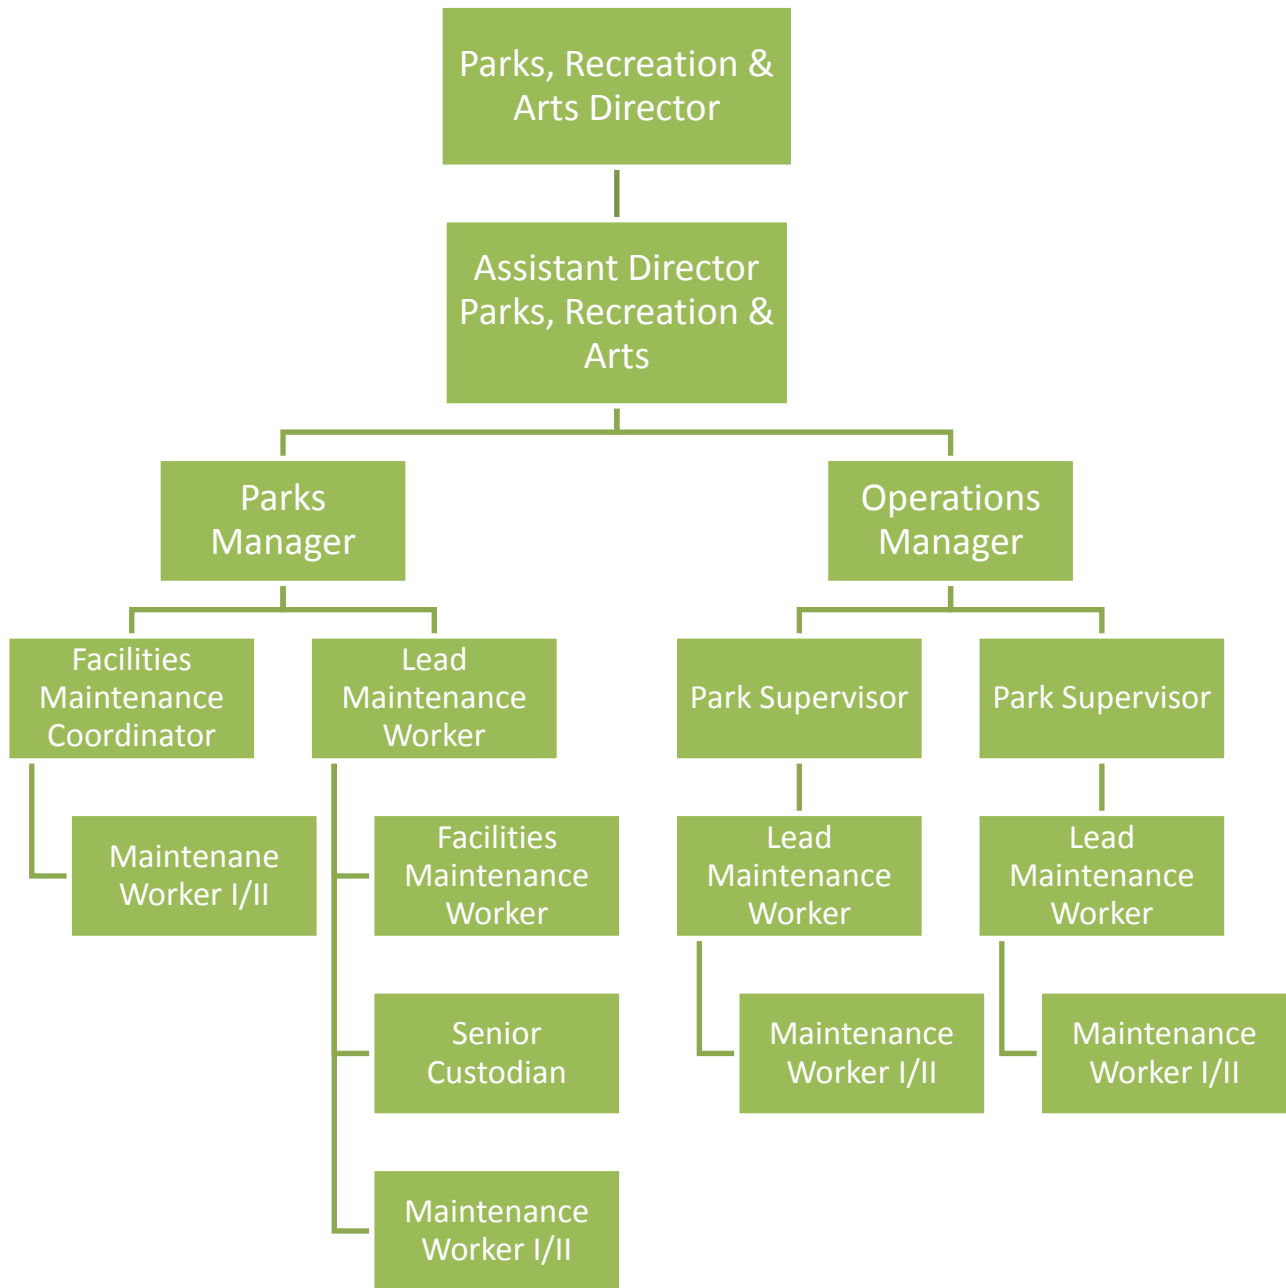 Parks, Recreation &
Arts Director
Assistant Director
Parks, Recreation &
Arts
Parks
Manager
Operations
Manager
Facilities
Maintenance
Coordinator
Lead
Maintenance
Worker
Park Supervisor
Park Supervisor
Maintenane
Worker I/II
Facilities
Maintenance
Worker
Lead
Maintenance
Worker
Lead
Maintenance
Worker
Senior
Custodian
Maintenance
Worker I/II
Maintenance
Worker I/II
Maintenance
Worker I/II